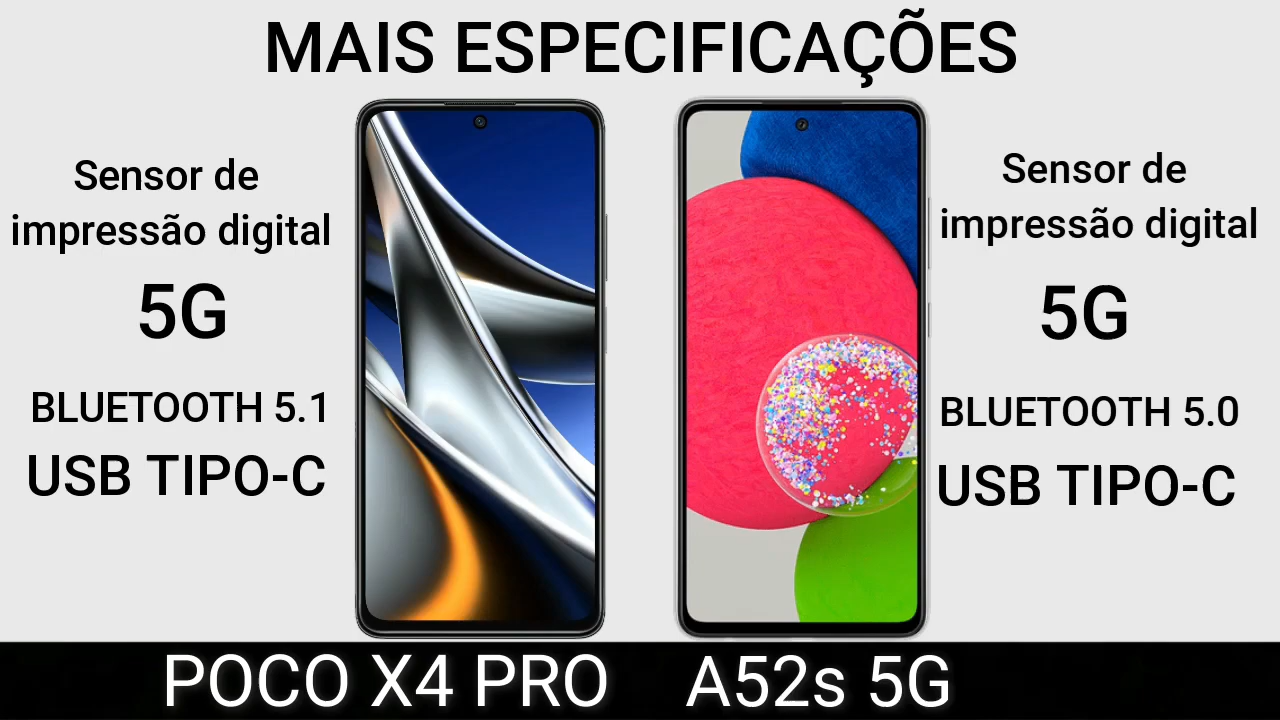 MAIS ESPECIFICAÇÕES
Sensor de
impressão digital
5G
BLUETOOTH 5.1
USB TIPO-C
Sensor de
impressão digital
5G
BLUETOOTH 5.0
USB TIPO-C
POCO X4 PRO
A52s 5G